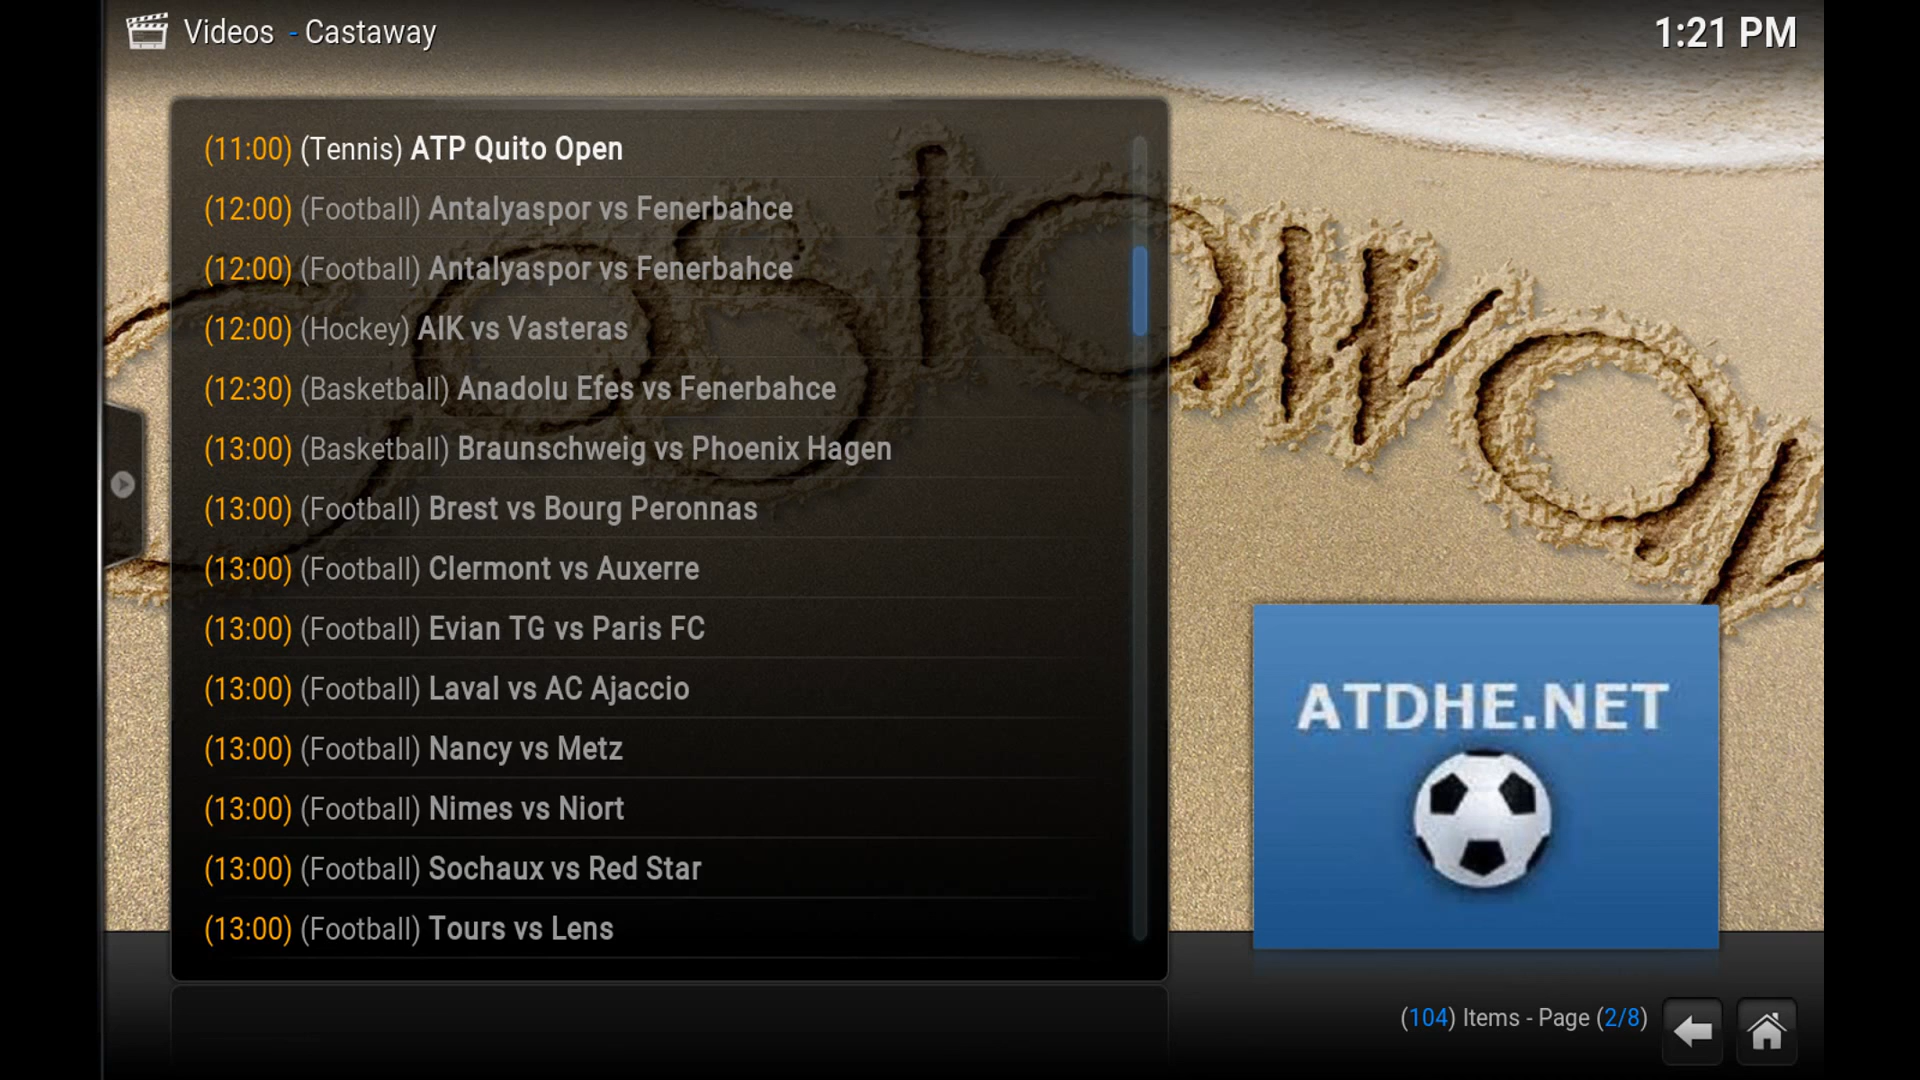 Videos - Castaway
1:21 PM
(11:00) (Tennis) ATP Quito Open
(12:00) (Football) Antalyaspor vs Fenerbahce
(12:00) (Football) Antalyaspor vs Fenerbahce
(12:00) (Hockey) AIK vs Vasteras
(12:30) (Basketball) Anadolu Efes vs Fenerbahce
(13:00) (Basketball) Braunschweig vs Phoenix Hagen
(13:00) (Football) Brest vs Bourg Peronnas
(13:00) (Football) Clermont vs Auxerre
(13:00) (Football) Evian TG vs Paris FC
(13:00) (Football) Laval vs AC Ajaccio
(13:00) (Football) Nancy vs Metz
(13:00) (Football) Nimes vs Niort
(13:00) (Football) Sochaux vs Red Star
(13:00) (Football) Tours vs Lens
castaway
ATDHE.NET
(104) Items - Page (2/8)